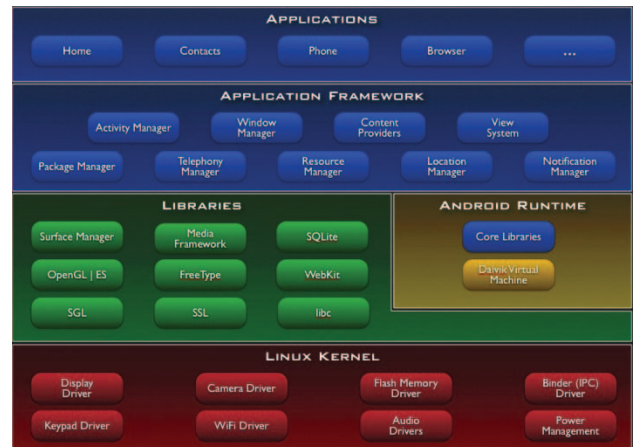 APPLICATIONS
Home Contacts Phone Browser ...
APPLICATION FRAMEWORK
Activity Manager
Window
Manager
Content
Providers
View
System
Package Manager
Telephony
Manager
Resource
Manager
Location
Manager
Notification
Manager
LIBRARIES
Surface Manager
Media
Framework
SQLite
OpenGL | ES
FreeType
WebKit
SGL
SSL
libc
ANDROID RUNTIME
Core Libraries
Dalvik Virtual
Machine
LINUX KERNEL
Display
Driver
Camera Driver
Flash Memory
Driver
Binder (IPC)
Driver
Keypad Driver
WiFi Driver
Audio
Drivers
Power
Management